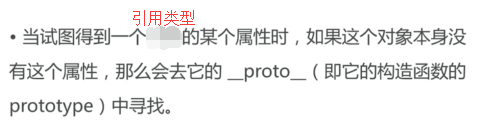 引用类型
• 当试图得到一个 的某个属性时，如果这个对象本身没
有这个属性，那么会去它的 __proto__（即它的构造函数的
prototype）中寻找。